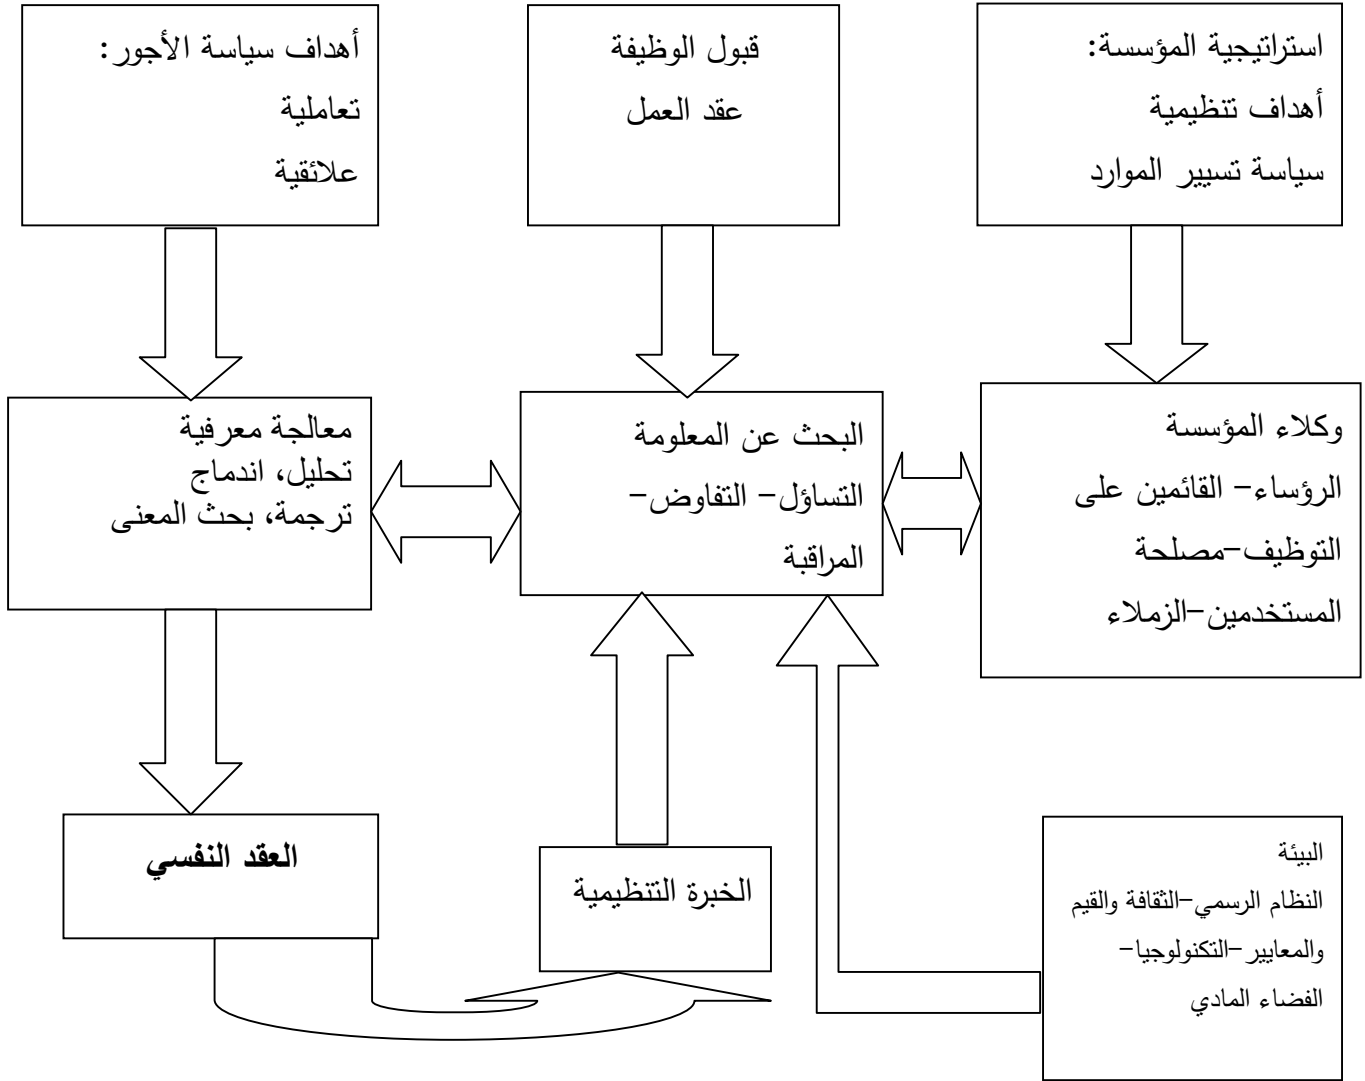 استراتيجية المؤسسة:
أهداف تنظيمية
سياسة تسيير الموارد
قبول الوظيفة
عقد العمل
أهداف سياسة الأجور:
تعاملية
علائقية
وكلاء المؤسسة
الرؤساء– القائمين على
التوظيف–مصلحة
المستخدمين–الزملاء
البحث عن المعلومة
التساؤل– التفاوض–
المراقبة
معالجة معرفية
تحليل، اندماج
ترجمة، بحث المعنى
البيئة
النظام الرسمي–الثقافة والقيم
والمعايير–التكنولوجيا–
الفضاء المادي
الخبرة التنظيمية
العقد النفسي